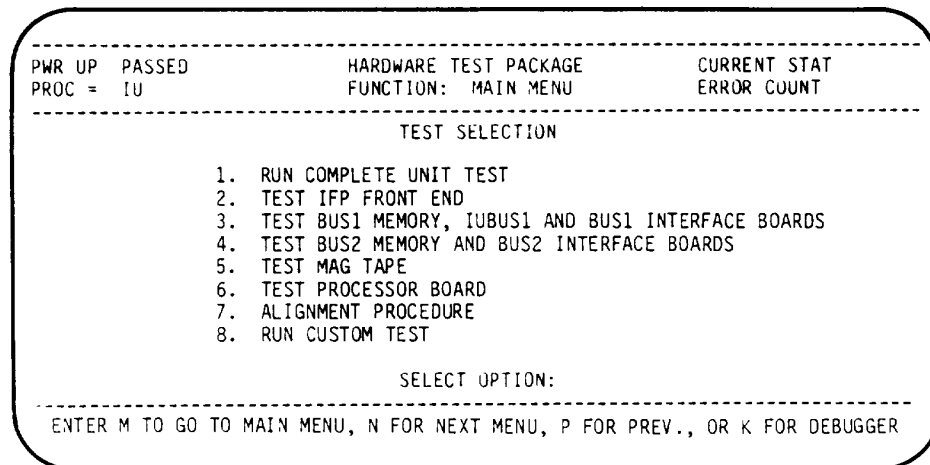 PWR UP PASSED HARDWARE TEST PACKAGE CURRENT STAT
PROC = IU FUNCTION: MAIN MENU ERROR COUNT
TEST SELECTION
1. RUN COMPLETE UNIT TEST
2. TEST IFP FRONT END
3. TEST BUS1 MEMORY, IUBUS1 AND BUS1 INTERFACE BOARDS
4. TEST BUS2 MEMORY AND BUS2 INTERFACE BOARDS
5. TEST MAG TAPE
6. TEST PROCESSOR BOARD
7. ALIGNMENT PROCEDURE
8. RUN CUSTOM TEST
SELECT OPTION:
ENTER M TO GO TO MAIN MENU, N FOR NEXT MENU, P FOR PREV., OR K FOR DEBUGGER